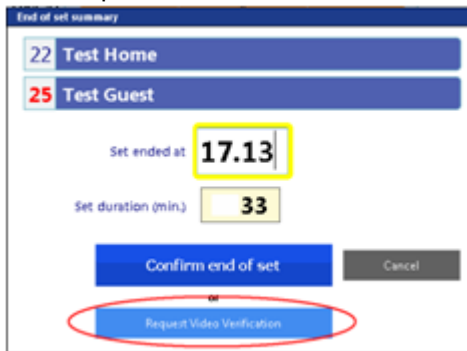 End of set summary
22 Test Home
25 Test Guest
Set ended at 17.13
Set duration (min.) 33
Confirm end of set Cancel
or
Request Video Verification